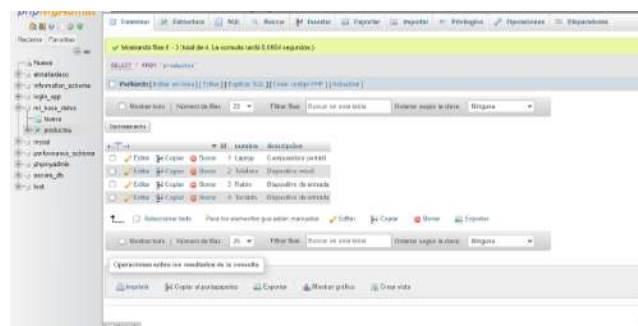 phpMyAdmin
Reciente Favoritas
Nueva
information_schema
login_app
mi_base_datos
Nueva
productos
mysql
performance_schema
phpmyadmin
test
Examinar Estructura SQL Buscar Insertar Exportar Importar Privilegios Operaciones Disparadores
Mostrando filas 0 - 3 (total de 4, La consulta tardó segundos.)
SELECT * FROM `productos`
Perfilando [ Editar en línea ] [ Editar ] [ Explicar SQL ] [ Crear código PHP ] [ Actualizar ]
Mostrar todo Número de filas: 25 Filtrar filas: Buscar en esta tabla Ordenar según la clave: Ninguna
Opciones extra
id nombre descripcion
Editar Copiar Borrar 1 Laptop Computadora portátil
Editar Copiar Borrar 2 Teléfono Dispositivo móvil
Editar Copiar Borrar 3 Ratón Dispositivo de entrada
Editar Copiar Borrar 4 Teclado Dispositivo de entrada
Seleccionar todo Para los elementos que están marcados: Editar Copiar Borrar Exportar
Mostrar todo Número de filas: 25 Filtrar filas: Buscar en esta tabla Ordenar según la clave: Ninguna
Operaciones sobre los resultados de la consulta
Imprimir Copiar al portapapeles Exportar Mostrar gráfico Crear vista